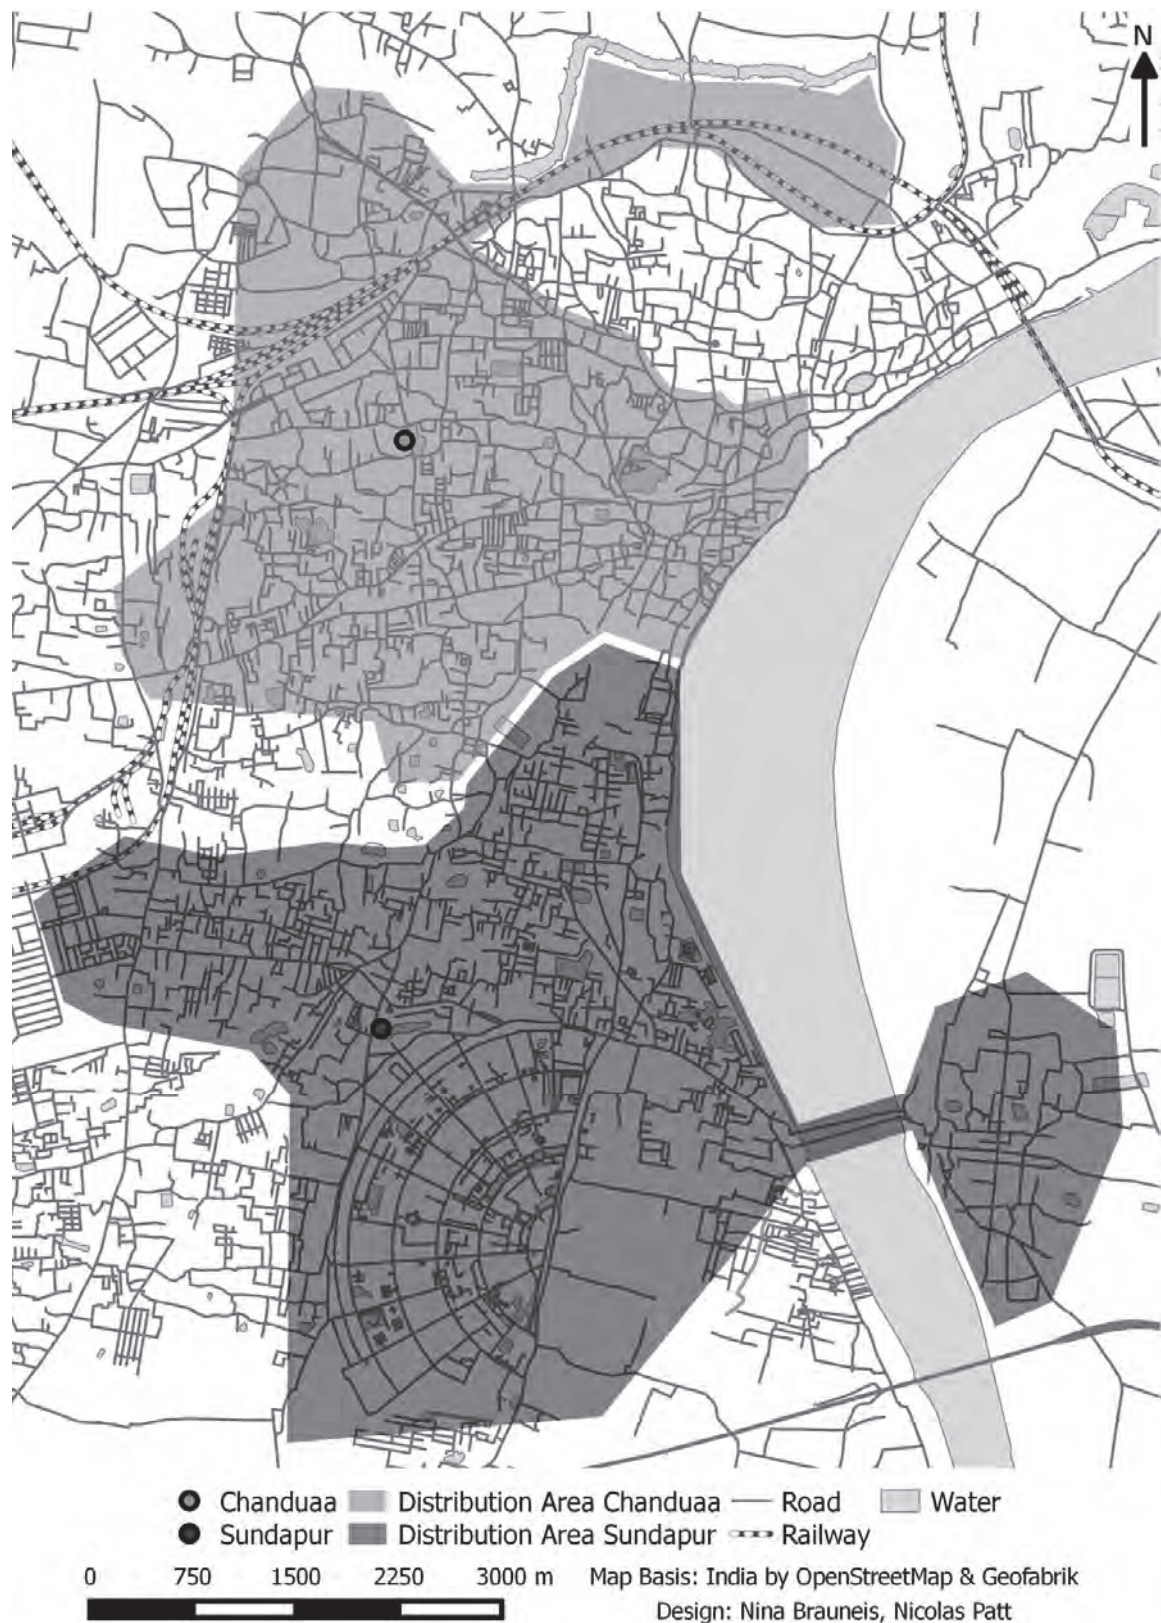 N
Chanduaa Distribution Area Chanduaa Road Water
Sundapur Distribution Area Sundapur Railway
0 750 1500 2250 3000 m Map Basis: India by OpenStreetMap & Geofabrik
Design: Nina Brauneis, Nicolas Patt